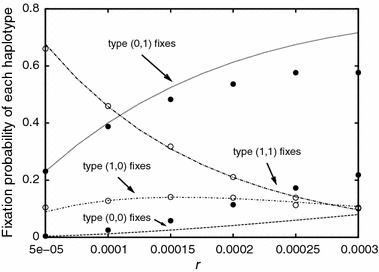 Fixation probability of each haplotype
0.8
0.6
0.4
0.2
0
type (0,1) fixes
type (1,0) fixes
type (1,1) fixes
type (0,0) fixes
5e−05 0.0001 0.00015 0.0002 0.00025 0.0003
r